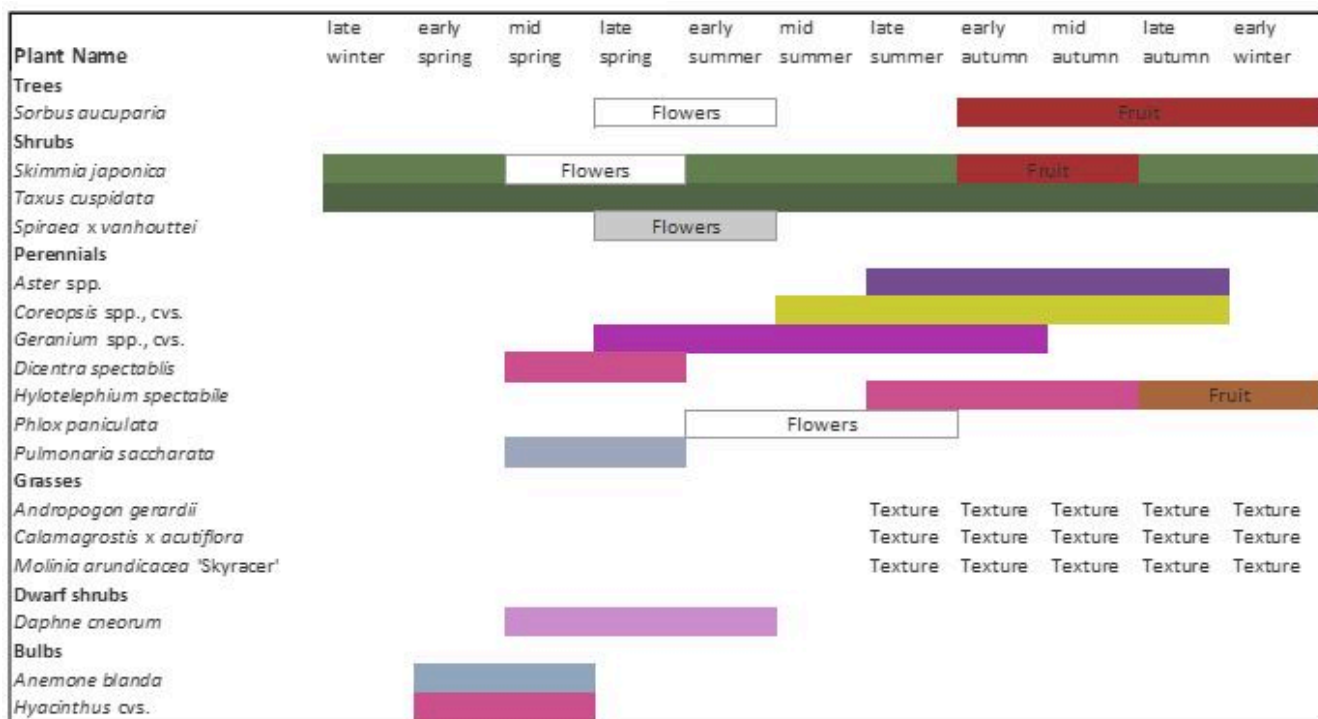 late early mid late early mid late early mid late early
Plant Name winter spring spring spring summer summer summer autumn autumn autumn winter
Trees
Sorbus aucuparia Flowers Fruit
Shrubs
Skimmia japonica Flowers Fruit
Taxus cuspidata
Spiraea x vanhouttei Flowers
Perennials
Aster spp.
Coreopsis spp., cvs.
Geranium spp., cvs.
Dicentra spectablis
Hylotelephium spectabile Fruit
Phlox paniculata Flowers
Pulmonaria saccharata
Grasses
Andropogon gerardii Texture Texture Texture Texture Texture
Calamagrostis x acutiflora Texture Texture Texture Texture Texture
Molinia arundicacea 'Skyracer' Texture Texture Texture Texture Texture
Dwarf shrubs
Daphne cneorum
Bulbs
Anemone blanda
Hyacinthus cvs.